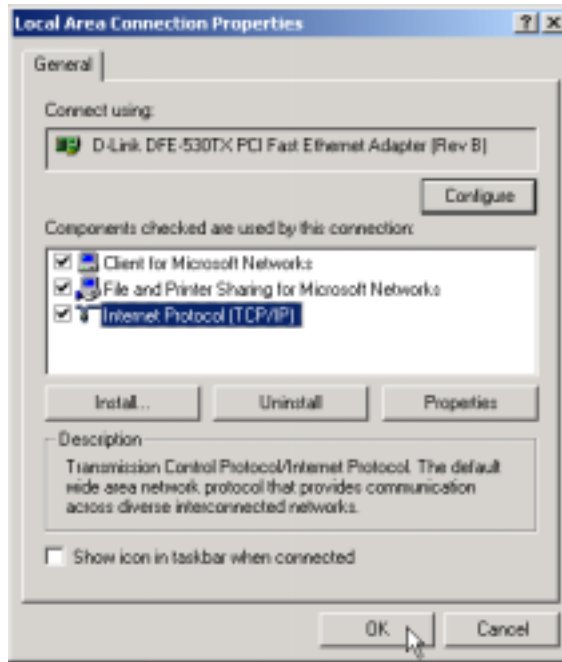 Local Area Connection Properties
General
Connect using:
D-Link DFE-530TX PCI Fast Ethernet Adapter (Rev B)
Configure
Components checked are used by this connection:
Client for Microsoft Networks
File and Printer Sharing for Microsoft Networks
Internet Protocol (TCP/IP)
Install...
Uninstall
Properties
Description
Transmission Control Protocol/Internet Protocol. The default
wide area network protocol that provides communication
across diverse interconnected networks.
Show icon in taskbar when connected
OK
Cancel